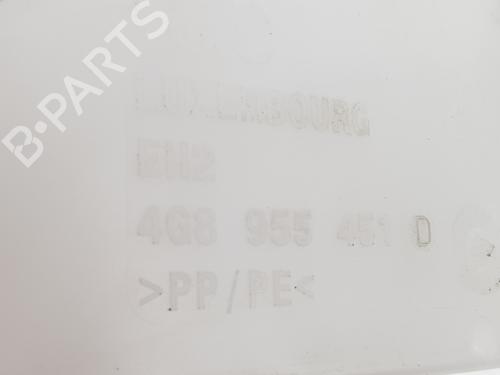 B-PARTS
LUXEMBOURG
EH2
4G8 955 451 D
>PP/PE<